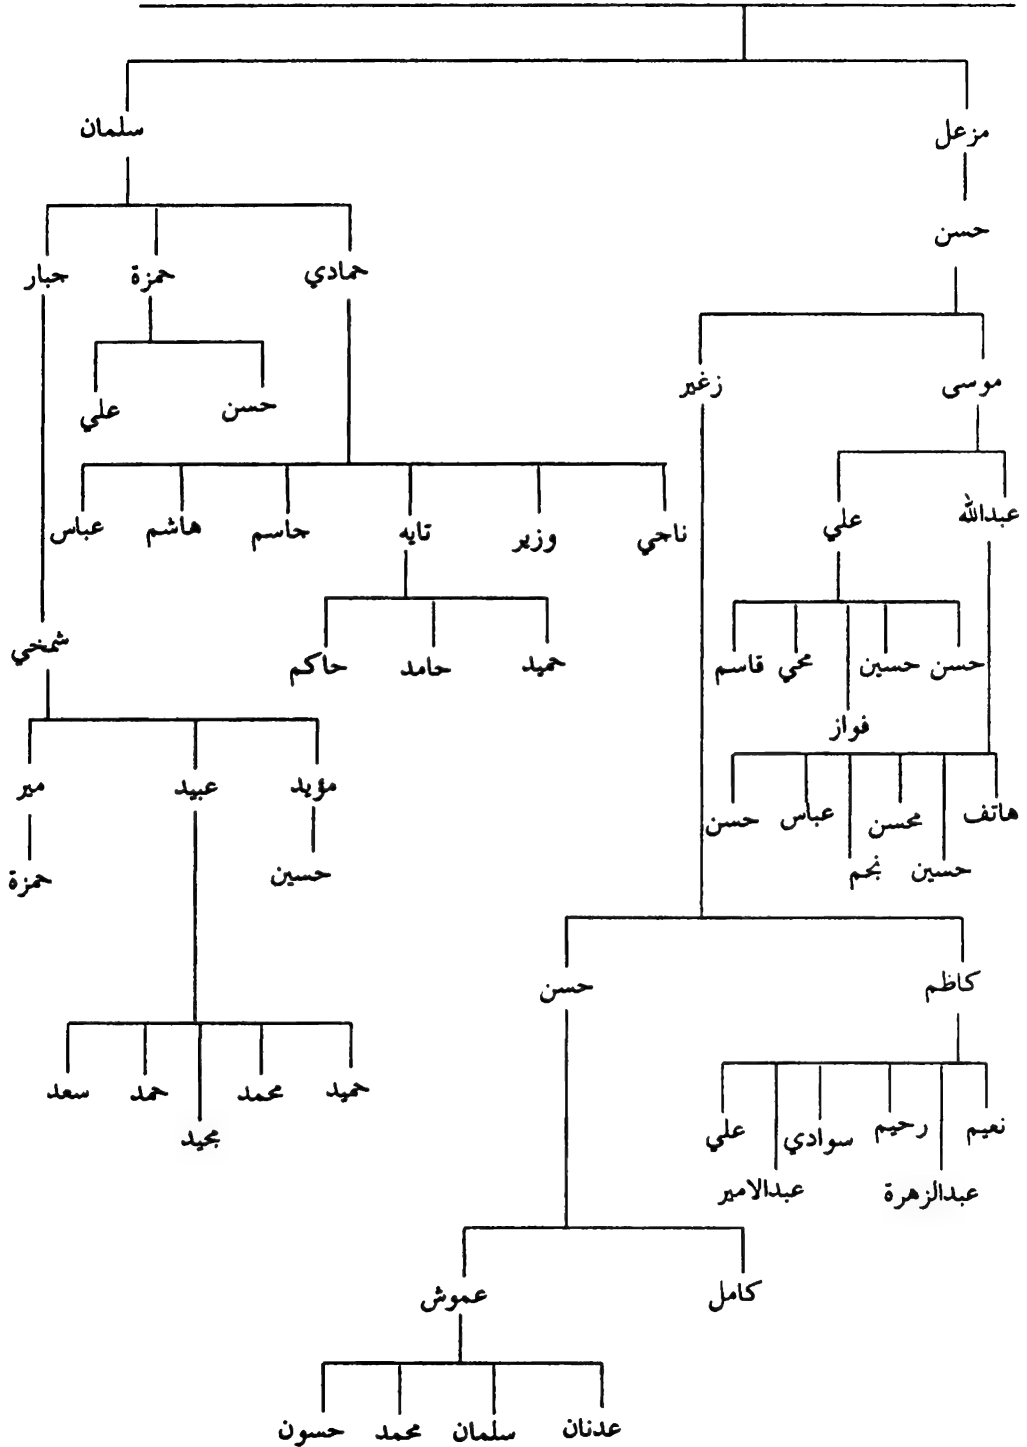 مزعل سلمان
حسن
حمادي حمزة جبار
موسى زغير
حسن علي
عبدالله علي
ناجي وزير تايه جاسم هاشم عباس
شمخي
حسن حسين محي قاسم
حميد حامد حاكم
فواز
مؤيد عبيد مير
هاتف محسن عباس حسن
حسين نجم
حسين حمزة
كاظم حسن
حميد محمد حمد سعد
مجيد
نعيم رحيم سوادي علي
عبدالزهرة عبدالامير
كامل عموش
عدنان سلمان محمد حسون